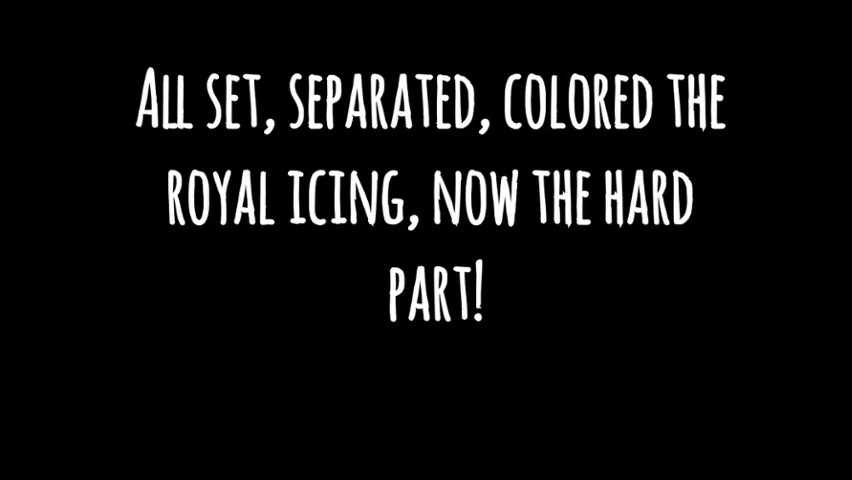 All set, separated, colored the
royal icing, now the hard
part!